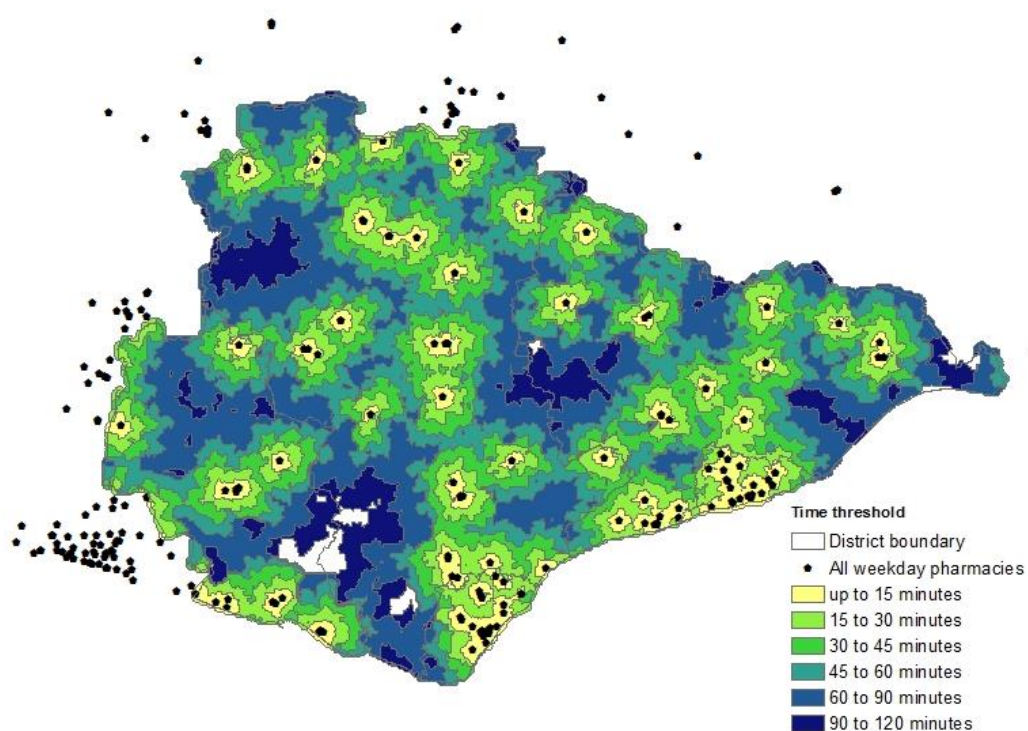 Time threshold
District boundary
All weekday pharmacies
up to 15 minutes
15 to 30 minutes
30 to 45 minutes
45 to 60 minutes
60 to 90 minutes
90 to 120 minutes